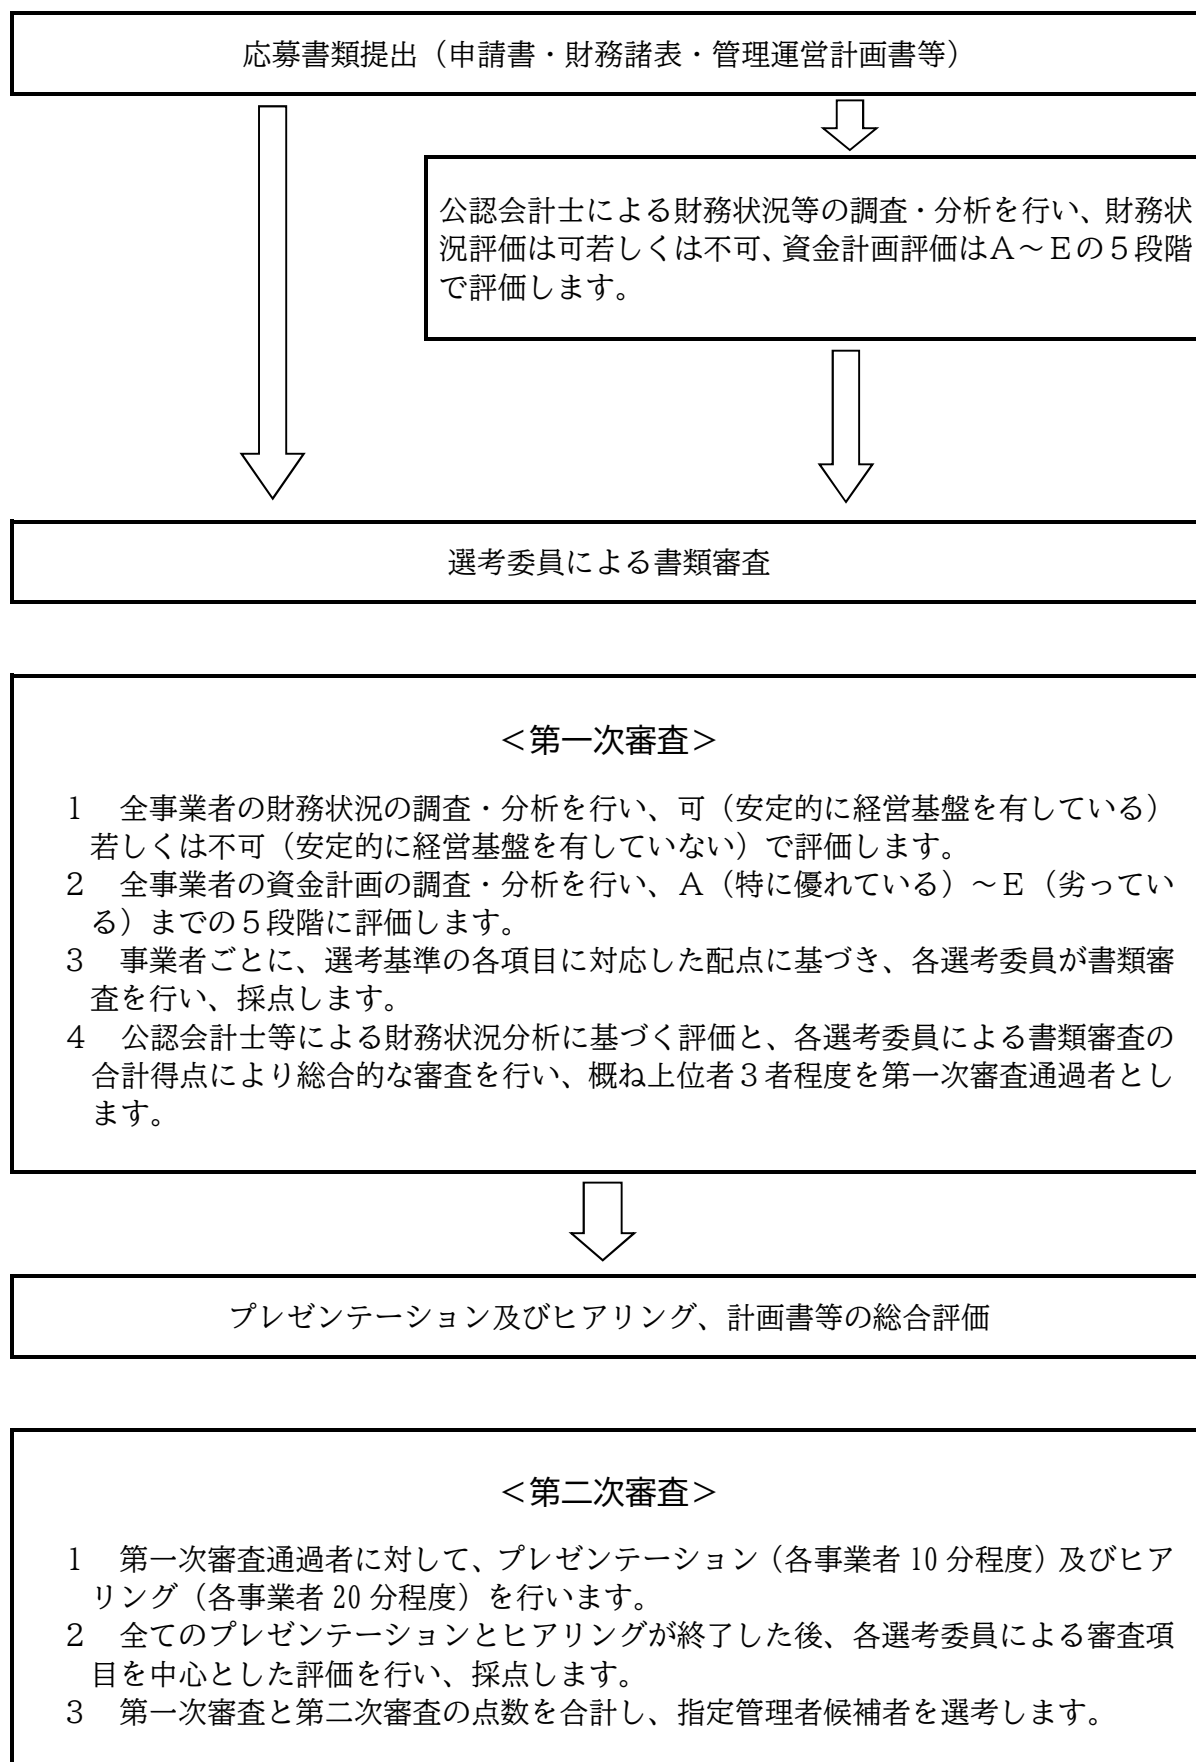 応募書類提出（申請書・財務諸表・管理運営計画書等）
公認会計士による財務状況等の調査・分析を行い、財務状
況評価は可若しくは不可、資金計画評価はＡ～Ｅの５段階
で評価します。
選考委員による書類審査
＜第一次審査＞
１　全事業者の財務状況の調査・分析を行い、可（安定的に経営基盤を有している）
若しくは不可（安定的に経営基盤を有していない）で評価します。
２　全事業者の資金計画の調査・分析を行い、Ａ（特に優れている）～Ｅ（劣ってい
る）までの５段階に評価します。
３　事業者ごとに、選考基準の各項目に対応した配点に基づき、各選考委員が書類審
査を行い、採点します。
４　公認会計士等による財務状況分析に基づく評価と、各選考委員による書類審査の
合計得点により総合的な審査を行い、概ね上位者３者程度を第一次審査通過者とし
ます。
プレゼンテーション及びヒアリング、計画書等の総合評価
＜第二次審査＞
１　第一次審査通過者に対して、プレゼンテーション（各事業者 10 分程度）及びヒア
リング（各事業者 20 分程度）を行います。
２　全てのプレゼンテーションとヒアリングが終了した後、各選考委員による審査項
目を中心とした評価を行い、採点します。
３　第一次審査と第二次審査の点数を合計し、指定管理者候補者を選考します。